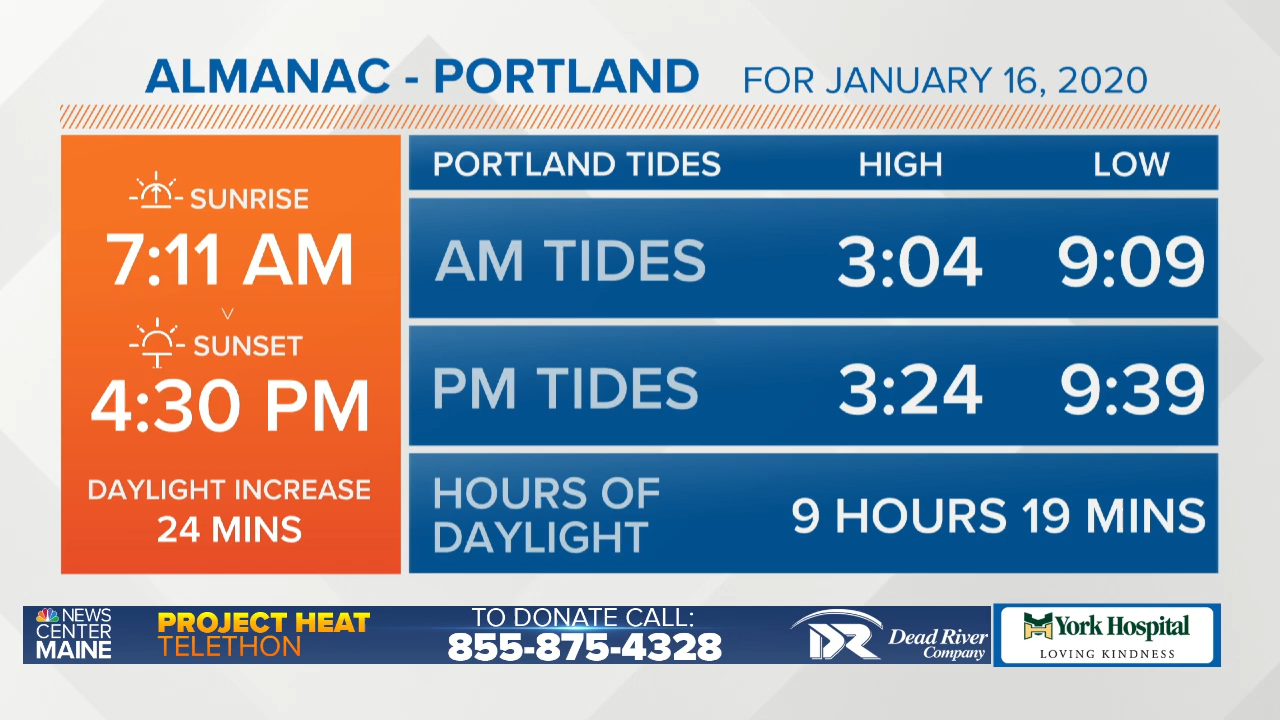 ALMANAC - PORTLAND FOR JANUARY 16, 2020
SUNRISE
7:11 AM
SUNSET
4:30 PM
DAYLIGHT INCREASE
24 MINS
PORTLAND TIDES HIGH LOW
AM TIDES 3:04 9:09
PM TIDES 3:24 9:39
HOURS OF
DAYLIGHT
9 HOURS 19 MINS
NEWS
CENTER
MAINE
PROJECT HEAT
TELETHON
TO DONATE CALL:
855-875-4328
DR
Dead River
Company
York Hospital
LOVING KINDNESS